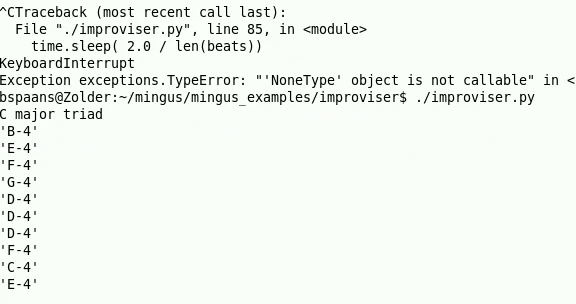 ^CTraceback (most recent call last):
  File "./improviser.py", line 85, in <module>
    time.sleep( 2.0 / len(beats))
KeyboardInterrupt
Exception exceptions.TypeError: "'NoneType' object is not callable" in <
bspaans@Zolder:~/mingus/mingus_examples/improviser$ ./improviser.py
C major triad
'B-4'
'E-4'
'F-4'
'G-4'
'D-4'
'D-4'
'D-4'
'F-4'
'C-4'
'E-4'